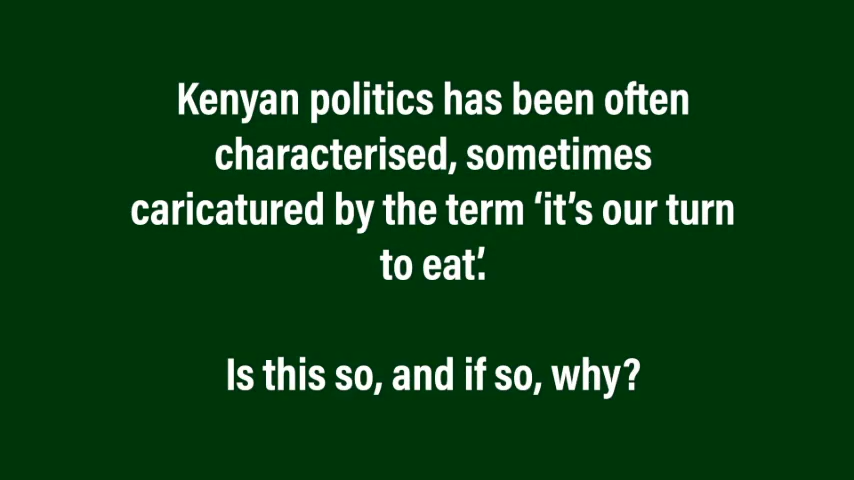 Kenyan politics has been often
characterised, sometimes
caricatured by the term ‘it’s our turn
to eat’.
Is this so, and if so, why?